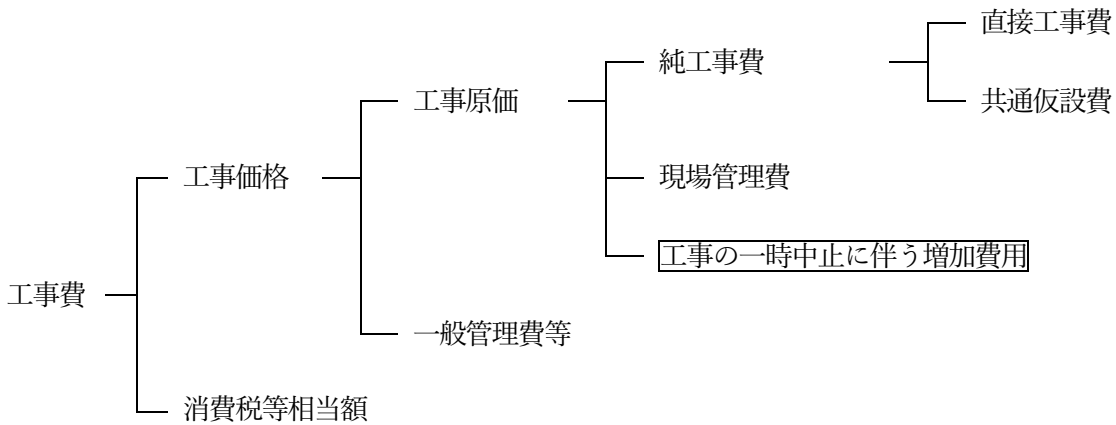 直接工事費
純工事費
共通仮設費
工事原価
工事価格
現場管理費
工事の一時中止に伴う増加費用
工事費
一般管理費等
消費税等相当額